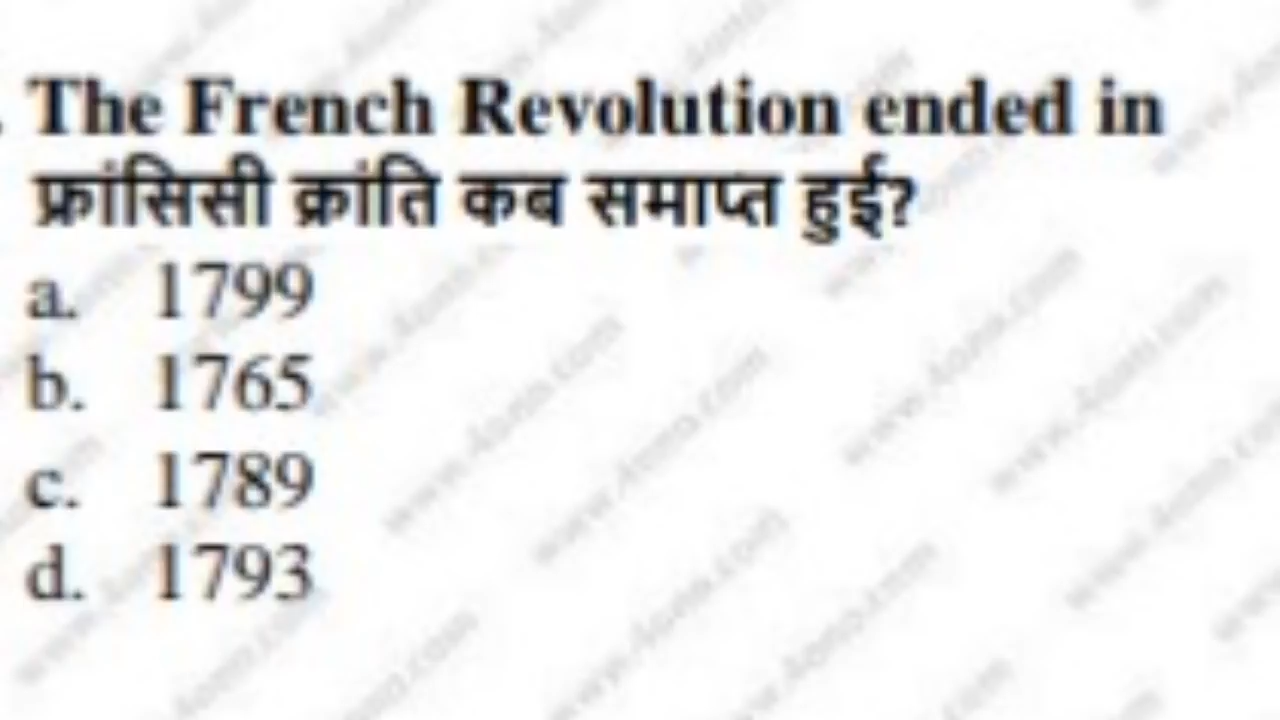 . The French Revolution ended in
फ्रांसिसी क्रांति कब समाप्त हुई?
a. 1799
b. 1765
c. 1789
d. 1793